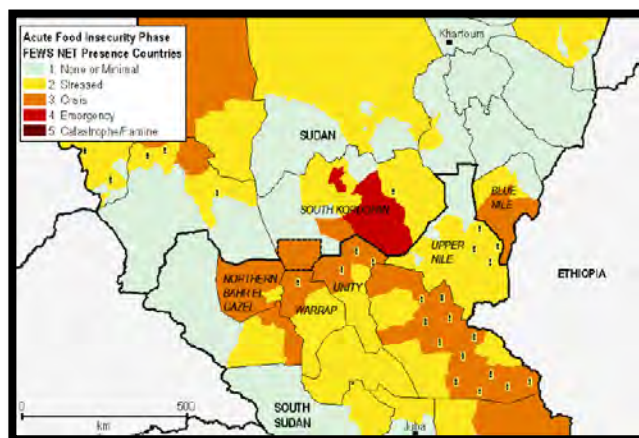 Acute Food Insecurity Phase
FEWS NET Presence Countries
1. None or Minimal
2. Stressed
3. Crisis
4. Emergency
5. Catastrophe/Famine
Khartoum
SUDAN
SOUTH KORDOFAN
BLUE
NILE
UPPER
NILE
ETHIOPIA
NORTHERN
BAHR EL
GAZEL
UNITY
WARRAP
0
500
km
SOUTH
SUDAN
Juba